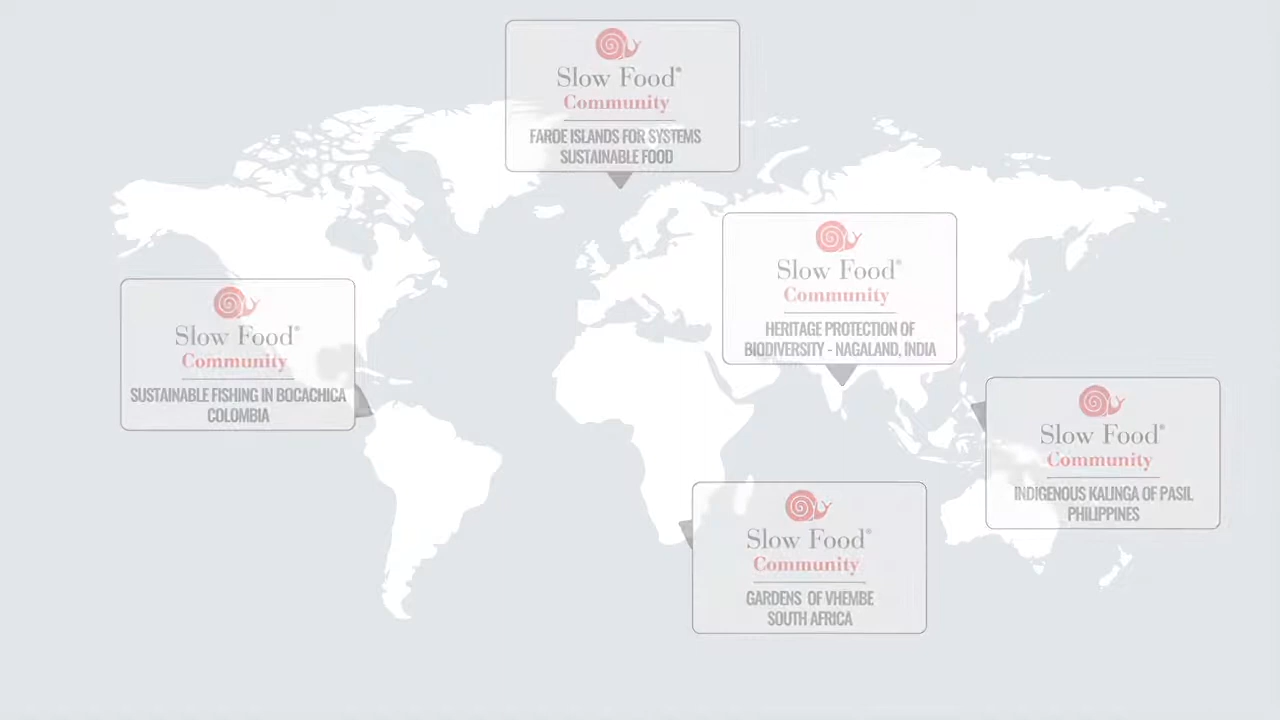 Slow Food®
Community
FAROE ISLANDS FOR SYSTEMS
SUSTAINABLE FOOD
Slow Food®
Community
HERITAGE PROTECTION OF
BIODIVERSITY - NAGALAND, INDIA
Slow Food®
Community
SUSTAINABLE FISHING IN BOCACHICA
COLOMBIA
Slow Food®
Community
INDIGENOUS KALINGA OF PASIL
PHILIPPINES
Slow Food®
Community
GARDENS OF VHEMBE
SOUTH AFRICA